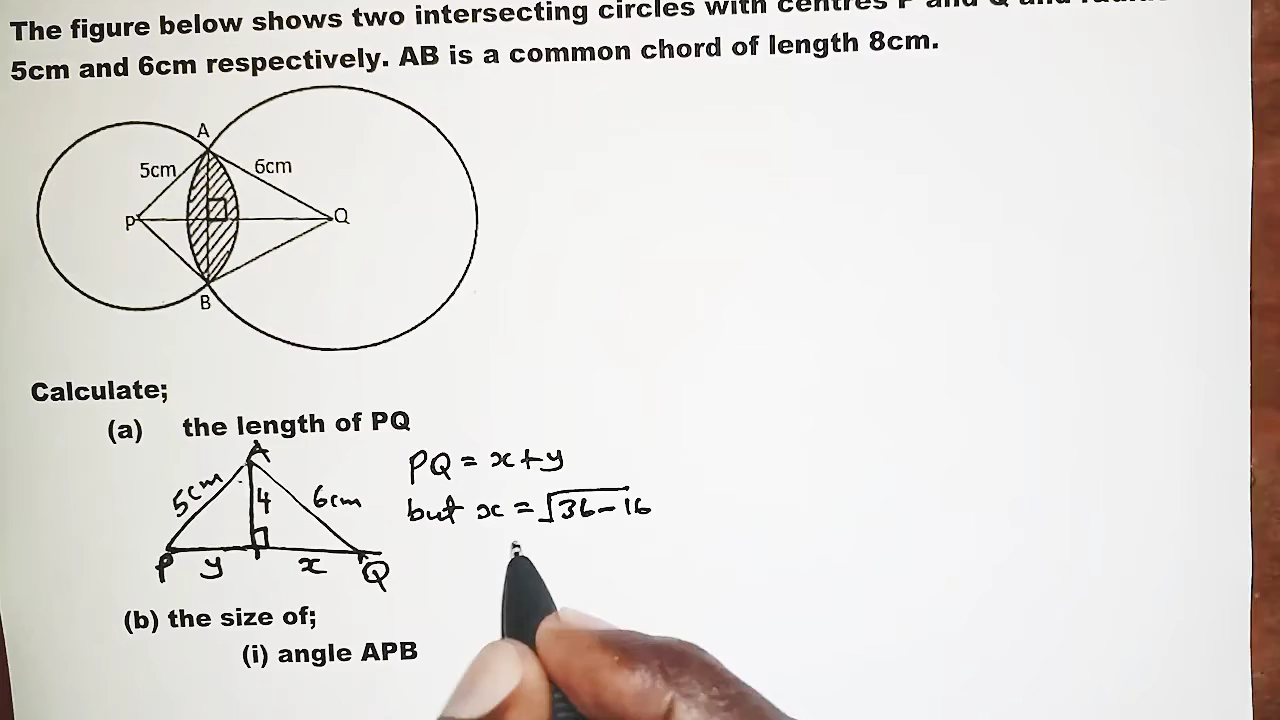 The figure below shows two intersecting circles with centres P and Q and
5cm and 6cm respectively. AB is a common chord of length 8cm.
A
5cm 6cm
P Q
B
Calculate;
(a) the length of PQ
A
5cm 4 6cm
P y x Q
PQ = x+y
but x = √36-16
(b) the size of;
(i) angle APB